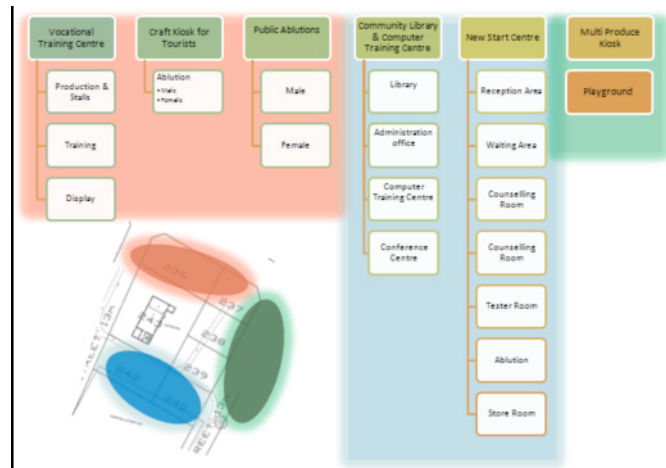 Vocational
Training Centre
Production &
Stalls
Training
Display
Craft Kiosk for
Tourists
Ablution
• Male
• Female
Public Ablutions
Male
Female
Community Library
& Computer
Training Centre
Library
Administration
office
Computer
Training Centre
Conference
Centre
New Start Centre
Reception Area
Waiting Area
Counselling
Room
Counselling
Room
Tester Room
Ablution
Store Room
Multi Produce
Kiosk
Playground
236
237
238
239
242
240